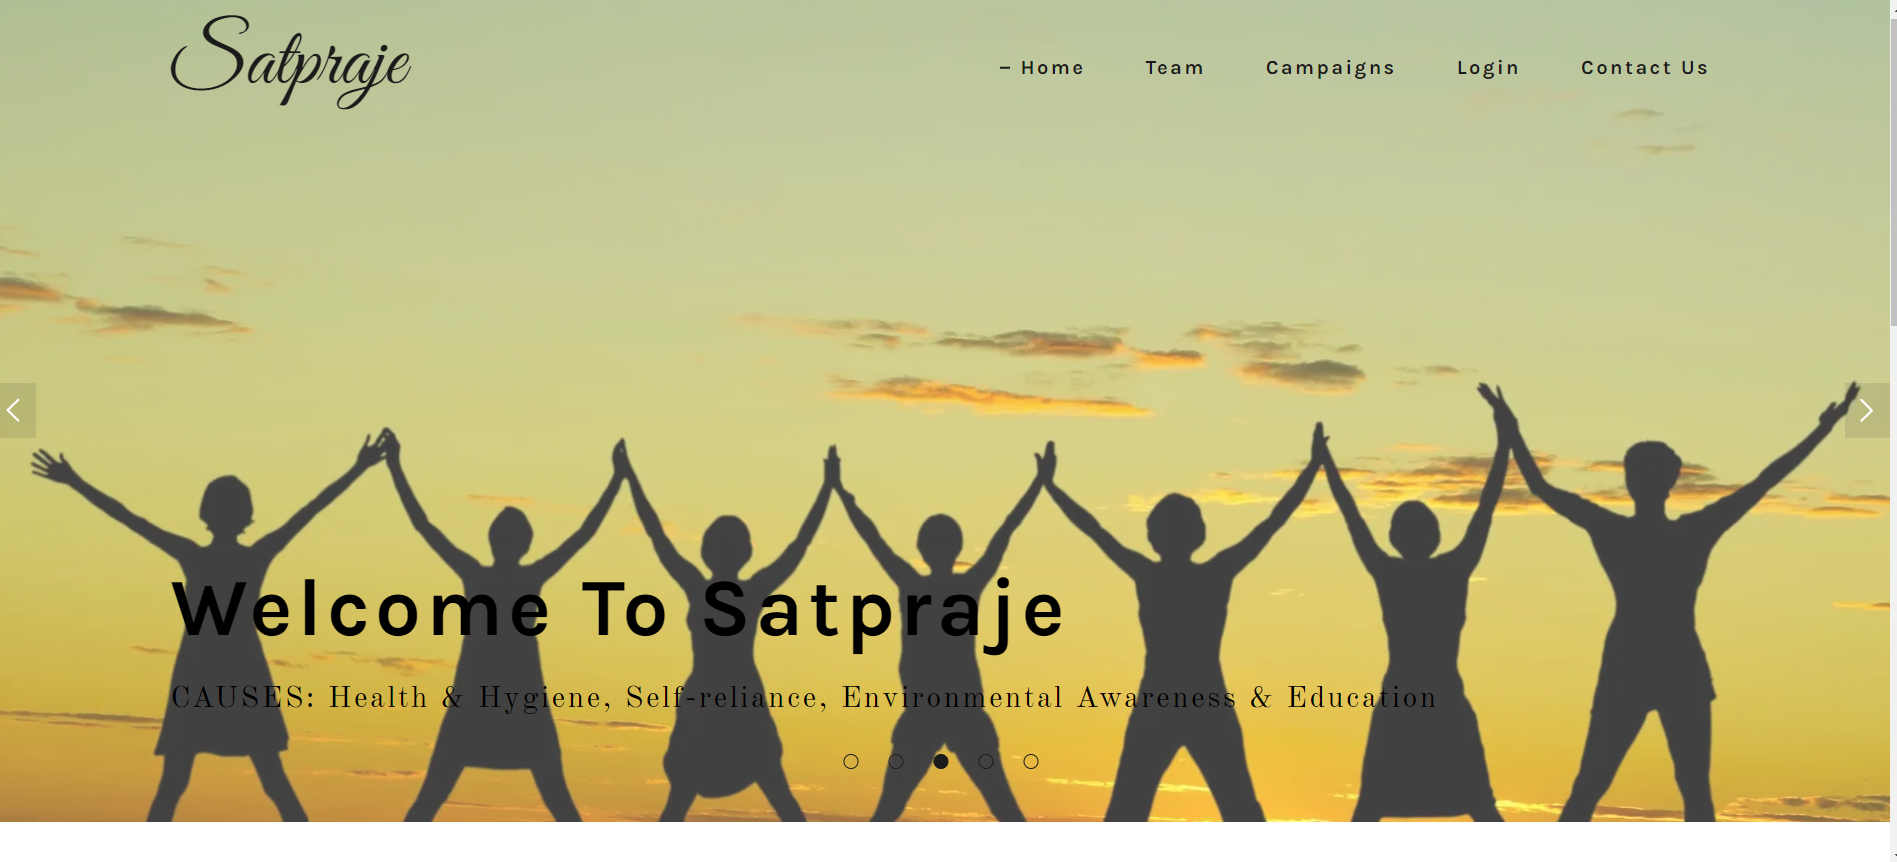 Satpraje
– Home Team Campaigns Login Contact Us
Welcome To Satpraje
CAUSES: Health & Hygiene, Self-reliance, Environmental Awareness & Education